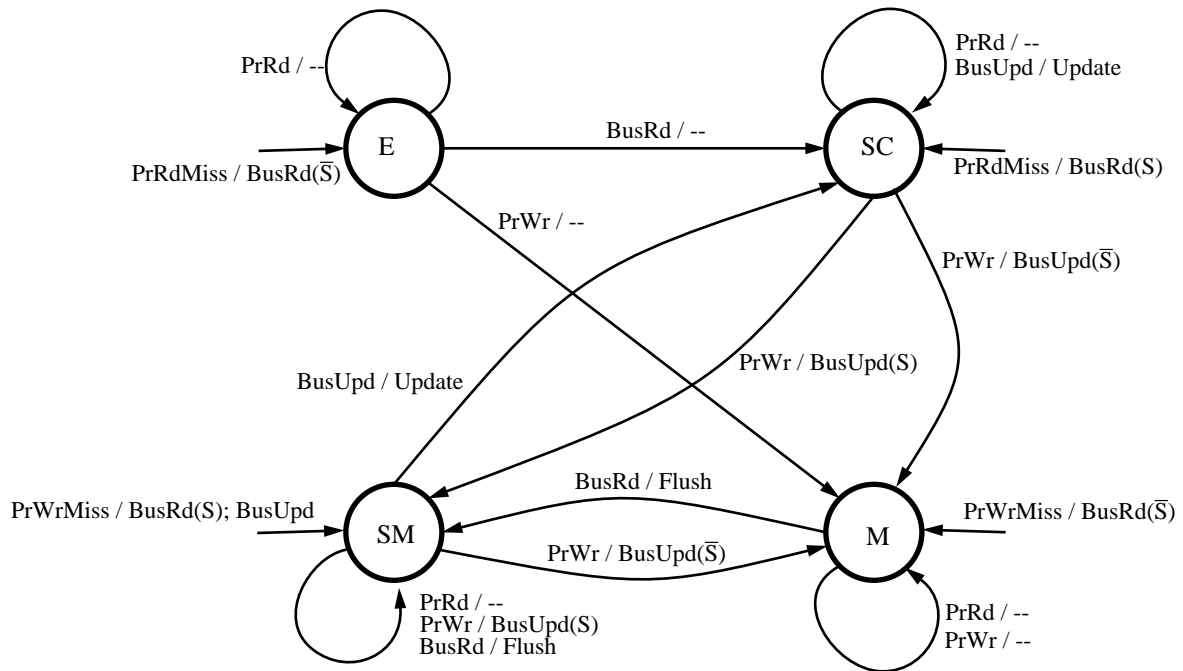 PrRd / --
PrRd / --
BusUpd / Update
E
BusRd / --
SC
PrRdMiss / BusRd(S̅)
PrRdMiss / BusRd(S)
PrWr / --
PrWr / BusUpd(S̅)
PrWr / BusUpd(S)
BusUpd / Update
BusRd / Flush
PrWrMiss / BusRd(S); BusUpd
SM
M
PrWrMiss / BusRd(S̅)
PrWr / BusUpd(S̅)
PrRd / --
PrWr / BusUpd(S)
BusRd / Flush
PrRd / --
PrWr / --